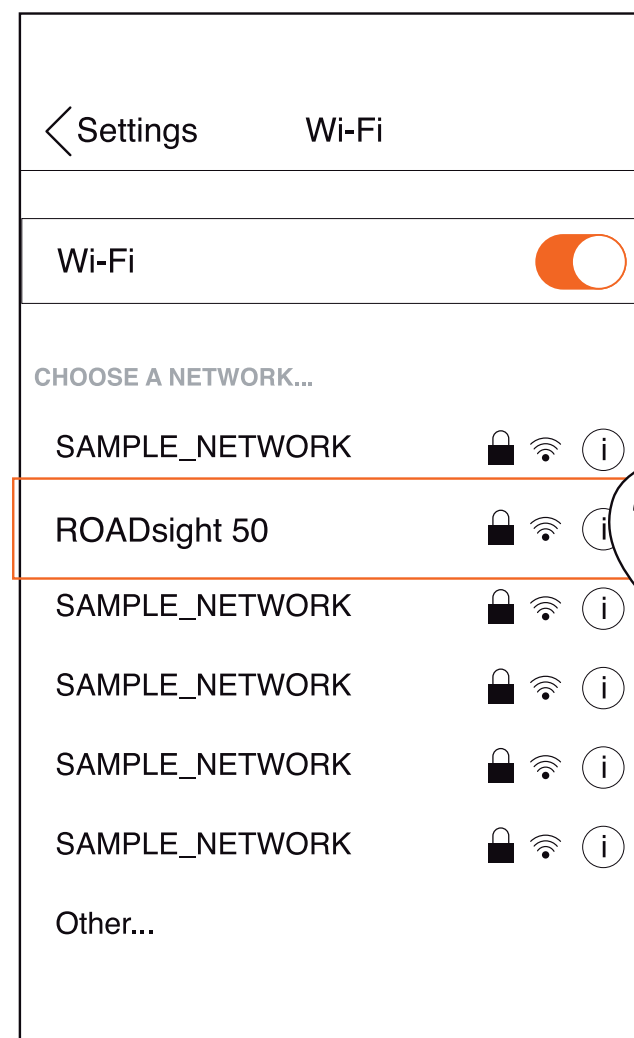 Settings Wi-Fi
Wi-Fi
CHOOSE A NETWORK...
SAMPLE_NETWORK i
ROADsight 50 i
SAMPLE_NETWORK i
SAMPLE_NETWORK i
SAMPLE_NETWORK i
SAMPLE_NETWORK i
Other...